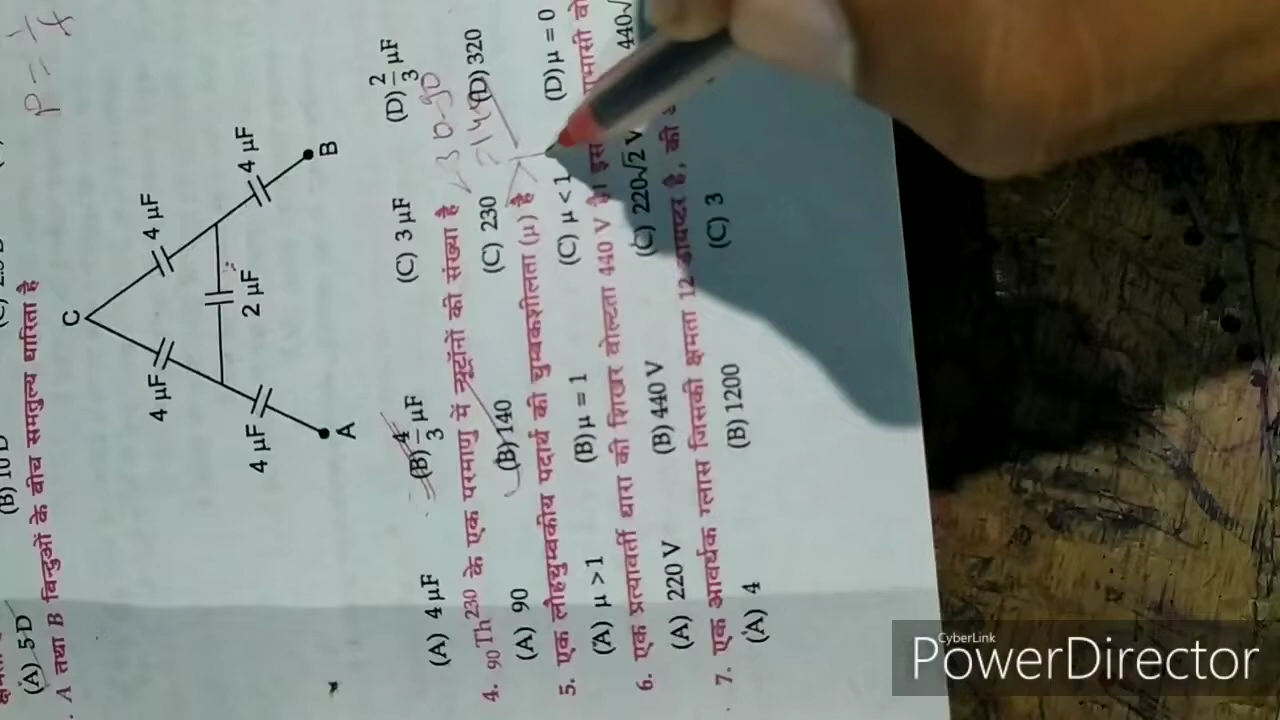 (A) 5 D (B) 10 D
. A तथा B बिन्दुओं के बीच समतुल्य धारिता है
P = 1/f
C
4 μF 4 μF
2 μF
4 μF 4 μF
A B
(A) 4 μF (B) 4/3 μF (C) 3 μF (D) 2/3 μF
4. 90Th230 के एक परमाणु में न्यूट्रॉनों की संख्या है
(A) 90 (B) 140 (C) 230 (D) 320
5. एक लौहचुम्बकीय पदार्थ की चुम्बकशीलता (μ) है
(A) μ > 1 (B) μ = 1 (C) μ < 1 (D) μ = 0
6. एक प्रत्यावर्ती धारा की शिखर वोल्टता 440 V है। इस
(A) 220 V (B) 440 V (C) 220√2 V 440√
7. एक आवर्धक ग्लास जिसकी क्षमता 12 डायप्टर है, की
(A) 4 (B) 1200 (C) 3
CyberLink
PowerDirector